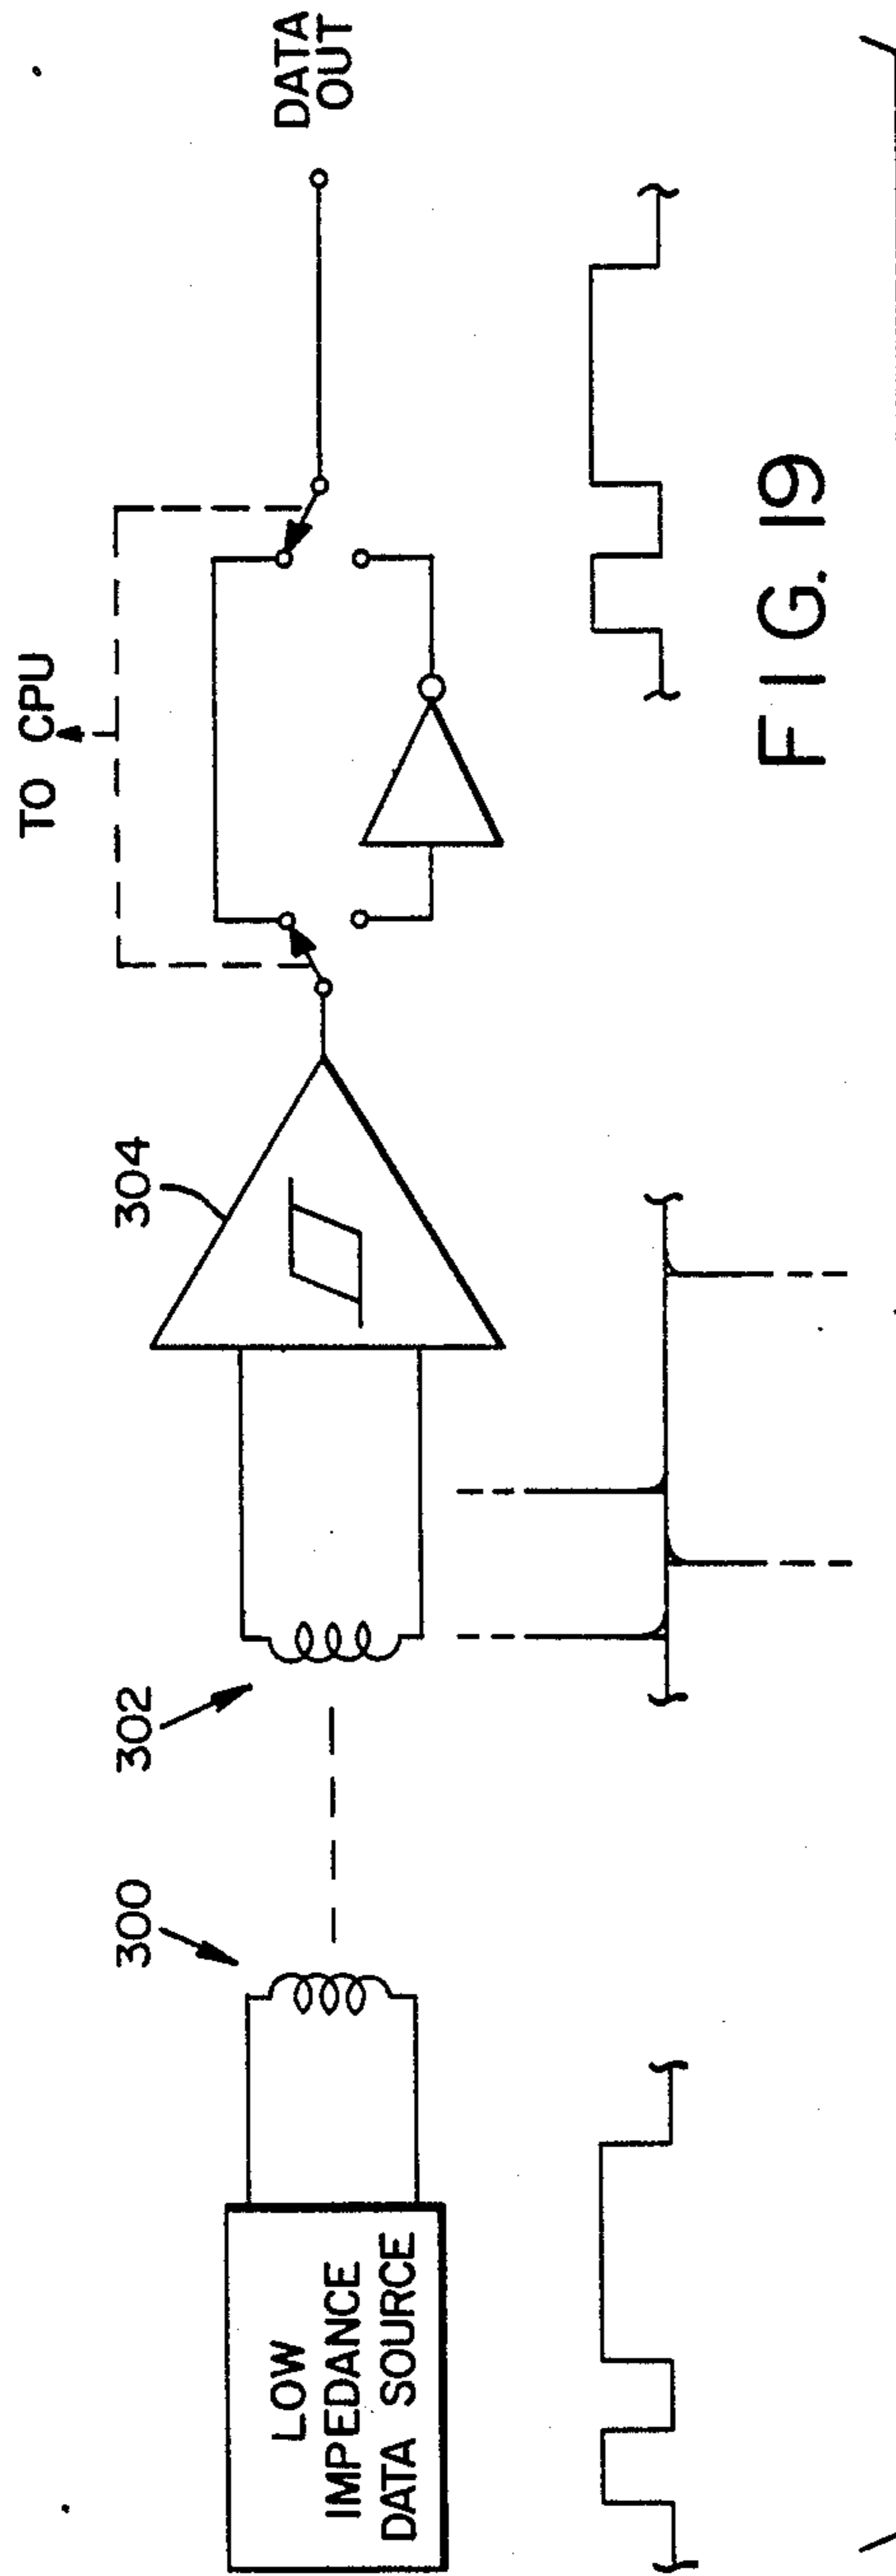 LOW
IMPEDANCE
DATA SOURCE
300
302
304
TO CPU
DATA
OUT
FIG. 19